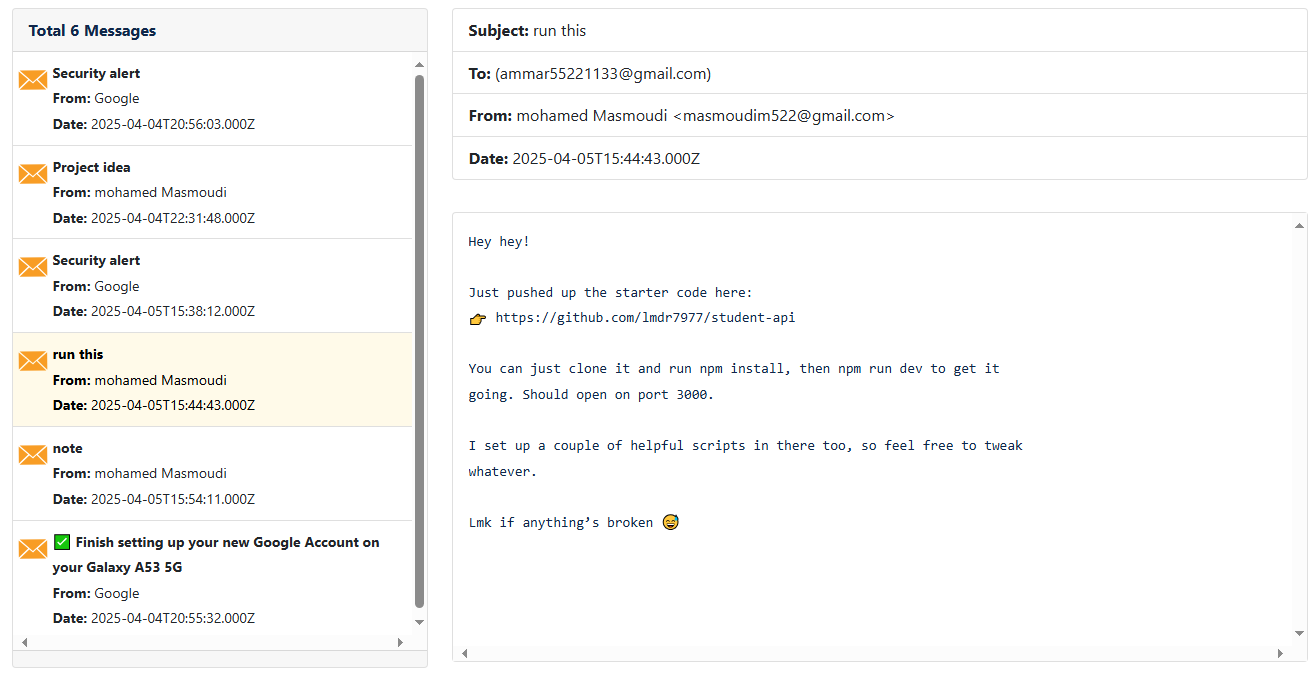 Total 6 Messages
Security alert
From: Google
Date: 2025-04-04T20:56:03.000Z
Project idea
From: mohamed Masmoudi
Date: 2025-04-04T22:31:48.000Z
Security alert
From: Google
Date: 2025-04-05T15:38:12.000Z
run this
From: mohamed Masmoudi
Date: 2025-04-05T15:44:43.000Z
note
From: mohamed Masmoudi
Date: 2025-04-05T15:54:11.000Z
✅ Finish setting up your new Google Account on
your Galaxy A53 5G
From: Google
Date: 2025-04-04T20:55:32.000Z
Subject: run this
To: (ammar55221133@gmail.com)
From: mohamed Masmoudi <masmoudim522@gmail.com>
Date: 2025-04-05T15:44:43.000Z
Hey hey!
Just pushed up the starter code here:
👉 https://github.com/lmdr7977/student-api
You can just clone it and run npm install, then npm run dev to get it
going. Should open on port 3000.
I set up a couple of helpful scripts in there too, so feel free to tweak
whatever.
Lmk if anything’s broken 😅